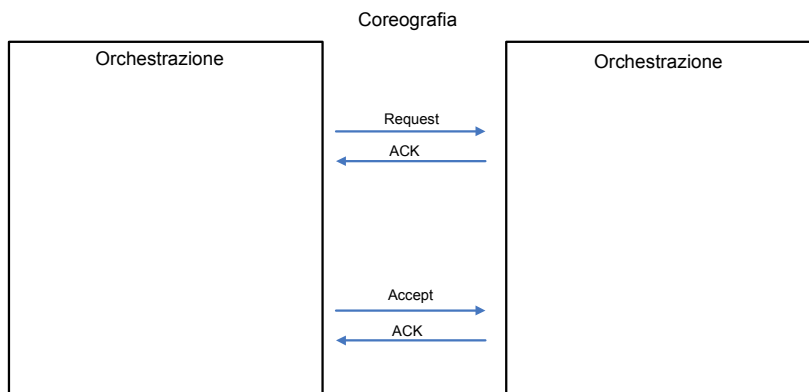 Coreografia
Orchestrazione
Orchestrazione
Request
ACK
Accept
ACK